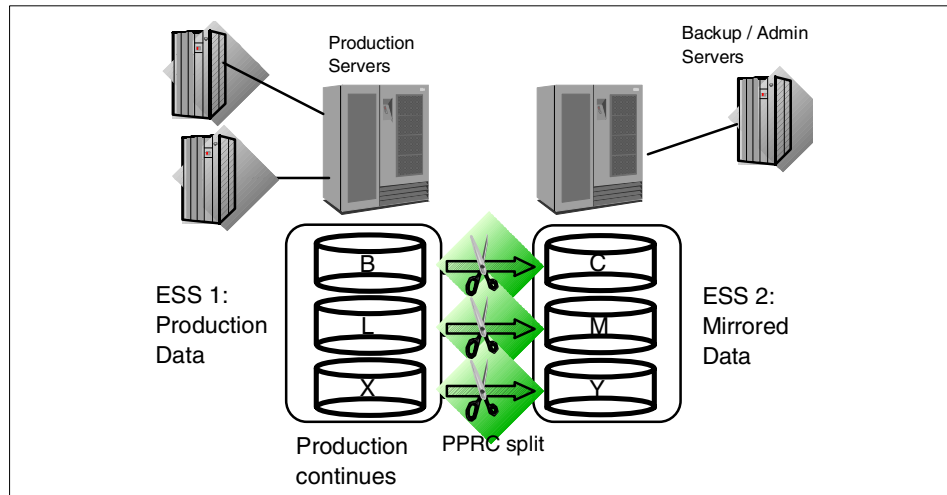 Production
Servers
Backup / Admin
Servers
B
C
ESS 1:
Production
Data
L
M
ESS 2:
Mirrored
Data
X
Y
Production
continues
PPRC split